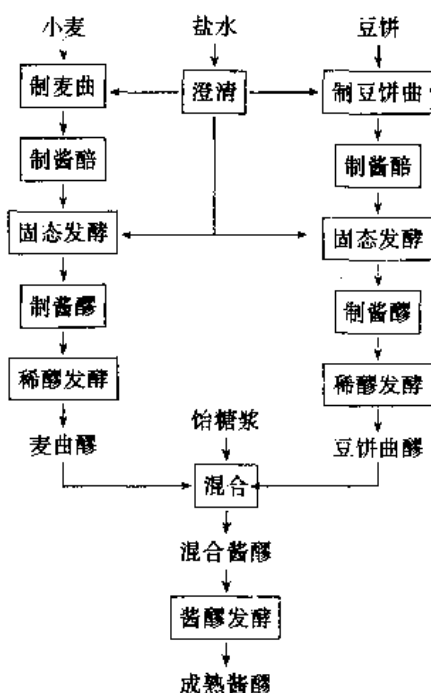 小麦 盐水 豆饼
制麦曲 澄清 制豆饼曲
制酱醅 制酱醅
固态发酵 固态发酵
制酱醪 制酱醪
稀醪发酵 稀醪发酵
饴糖浆
麦曲醪 豆饼曲醪
混合
混合酱醪
酱醪发酵
成熟酱醪